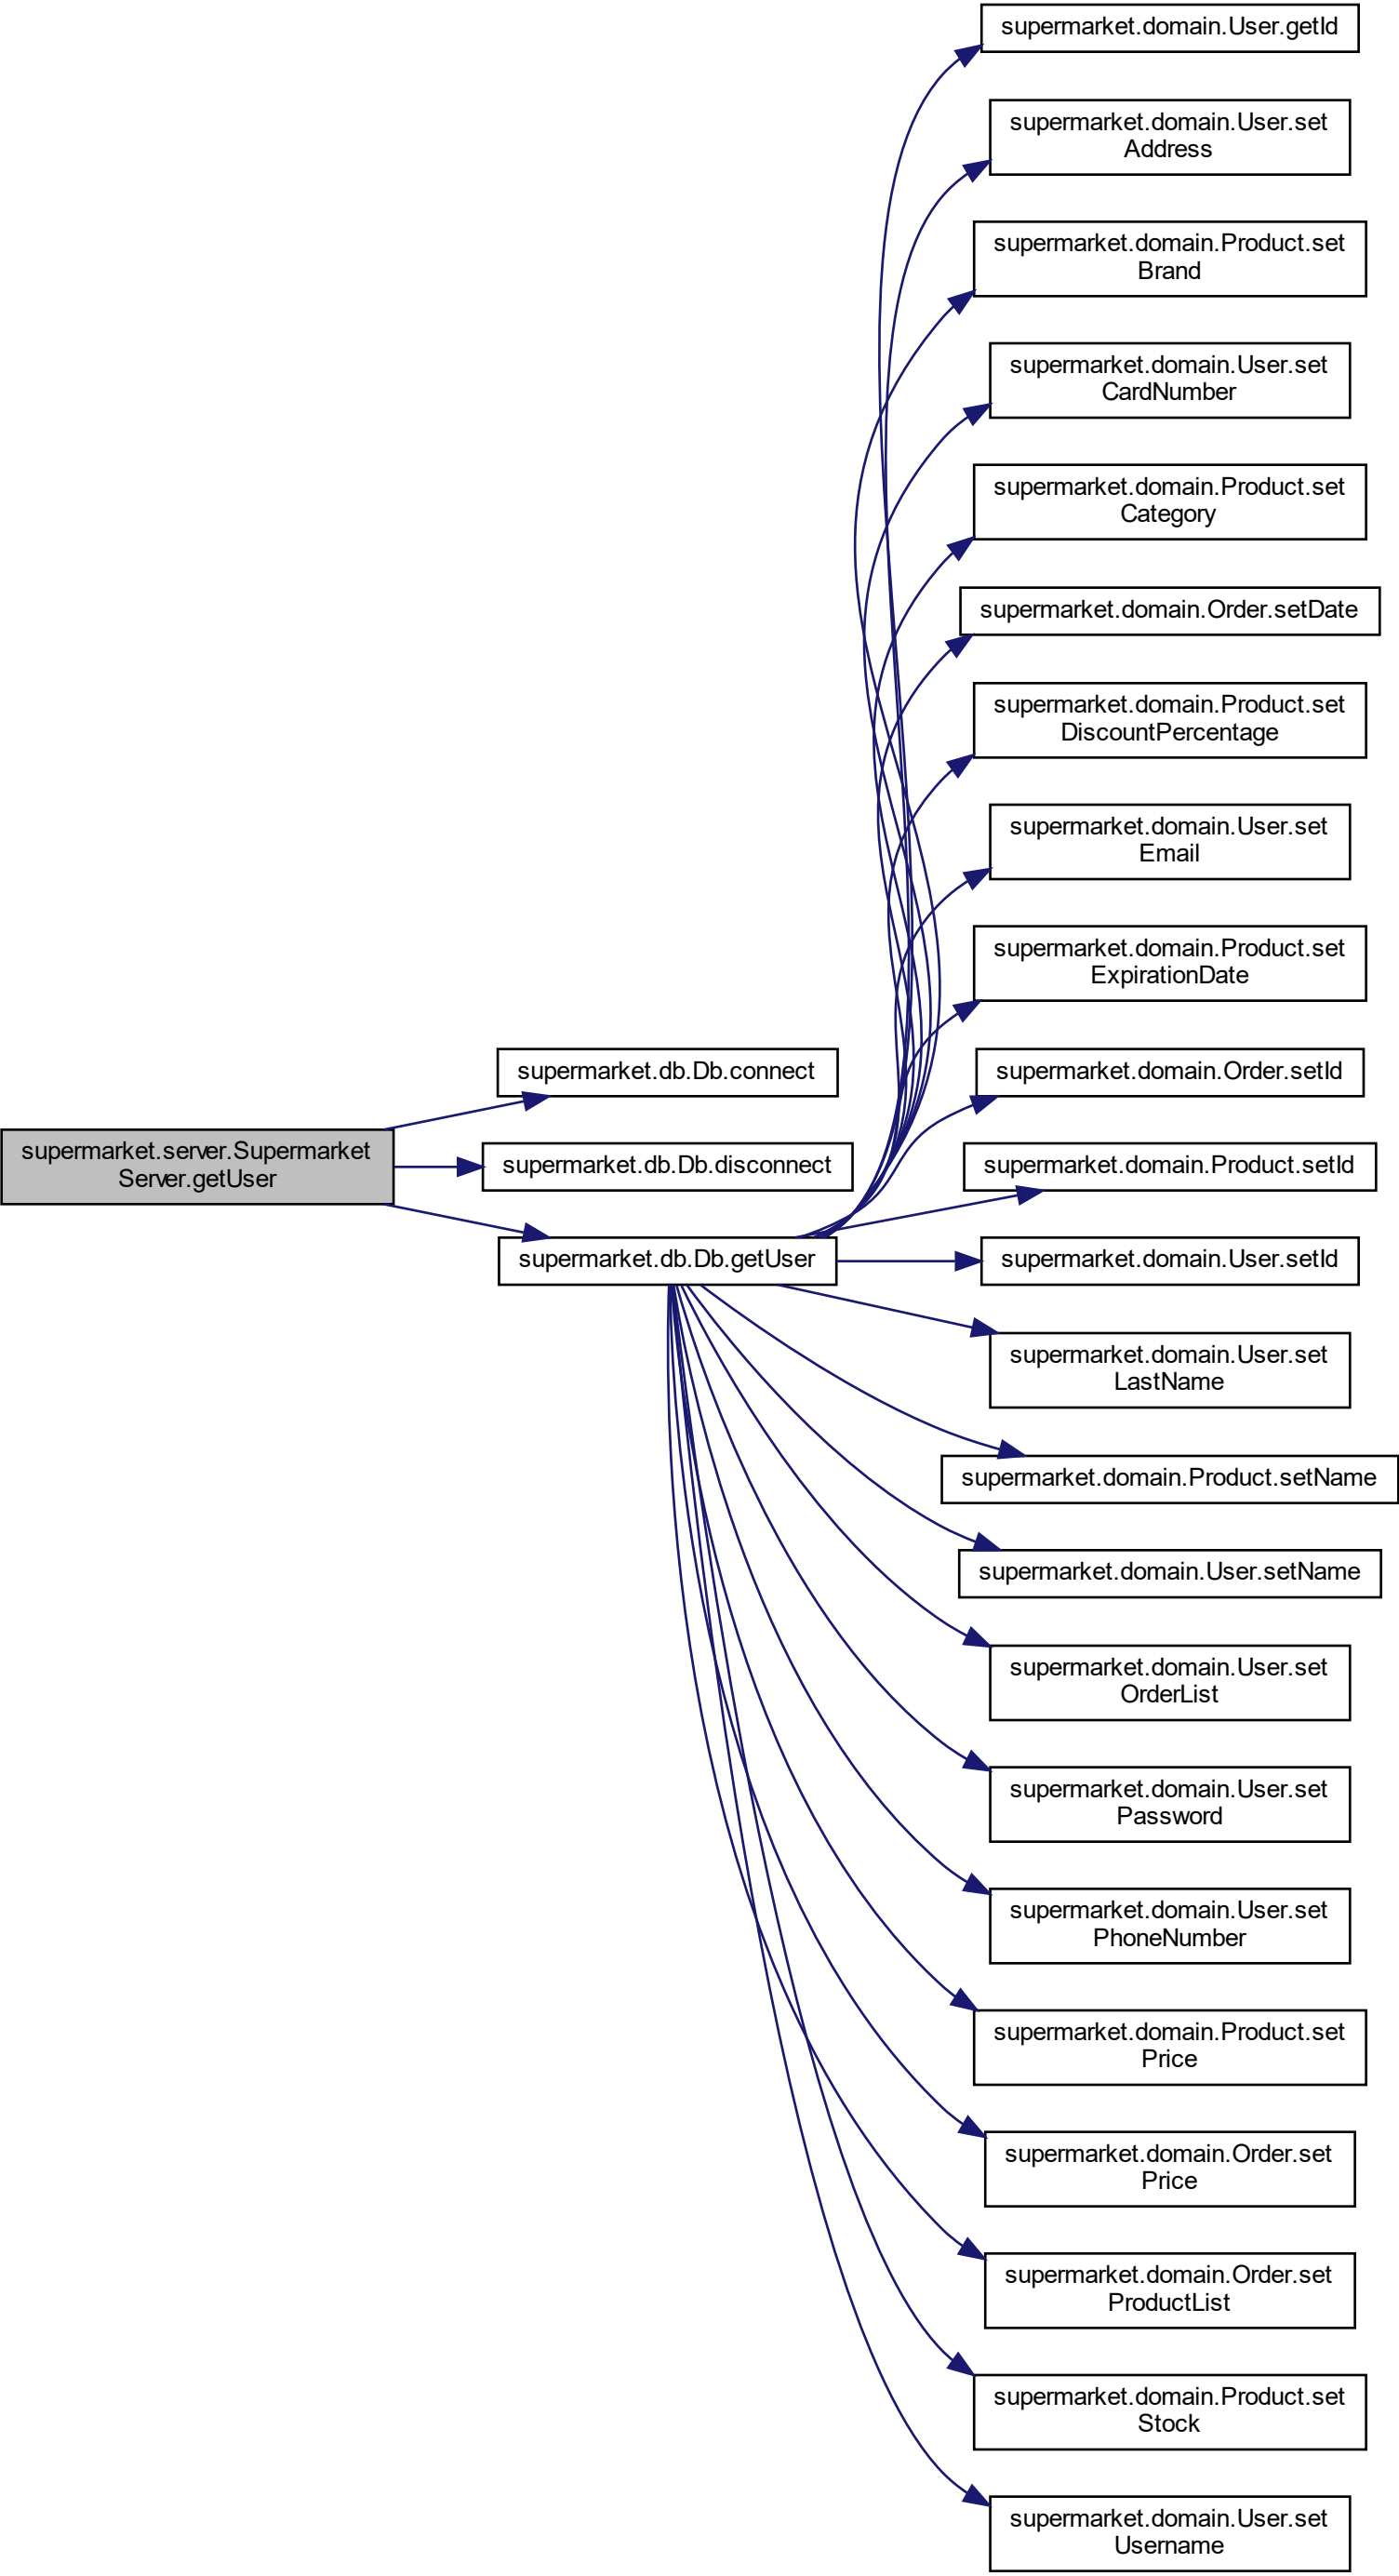 supermarket.server.Supermarket
Server.getUser
supermarket.db.Db.connect
supermarket.db.Db.disconnect
supermarket.db.Db.getUser
supermarket.domain.User.getId
supermarket.domain.User.set
Address
supermarket.domain.Product.set
Brand
supermarket.domain.User.set
CardNumber
supermarket.domain.Product.set
Category
supermarket.domain.Order.setDate
supermarket.domain.Product.set
DiscountPercentage
supermarket.domain.User.set
Email
supermarket.domain.Product.set
ExpirationDate
supermarket.domain.Order.setId
supermarket.domain.Product.setId
supermarket.domain.User.setId
supermarket.domain.User.set
LastName
supermarket.domain.Product.setName
supermarket.domain.User.setName
supermarket.domain.User.set
OrderList
supermarket.domain.User.set
Password
supermarket.domain.User.set
PhoneNumber
supermarket.domain.Product.set
Price
supermarket.domain.Order.set
Price
supermarket.domain.Order.set
ProductList
supermarket.domain.Product.set
Stock
supermarket.domain.User.set
Username